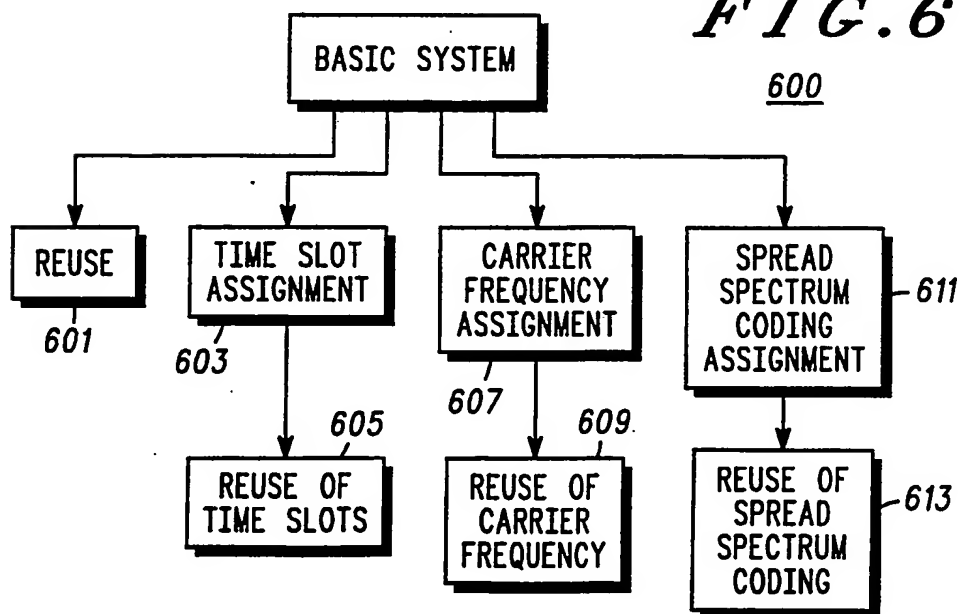 FIG.6
600
BASIC SYSTEM
REUSE
601
TIME SLOT
ASSIGNMENT
603
CARRIER
FREQUENCY
ASSIGNMENT
607
SPREAD
SPECTRUM
CODING
ASSIGNMENT
611
605
REUSE OF
TIME SLOTS
609
REUSE OF
CARRIER
FREQUENCY
REUSE OF
SPREAD
SPECTRUM
CODING
613